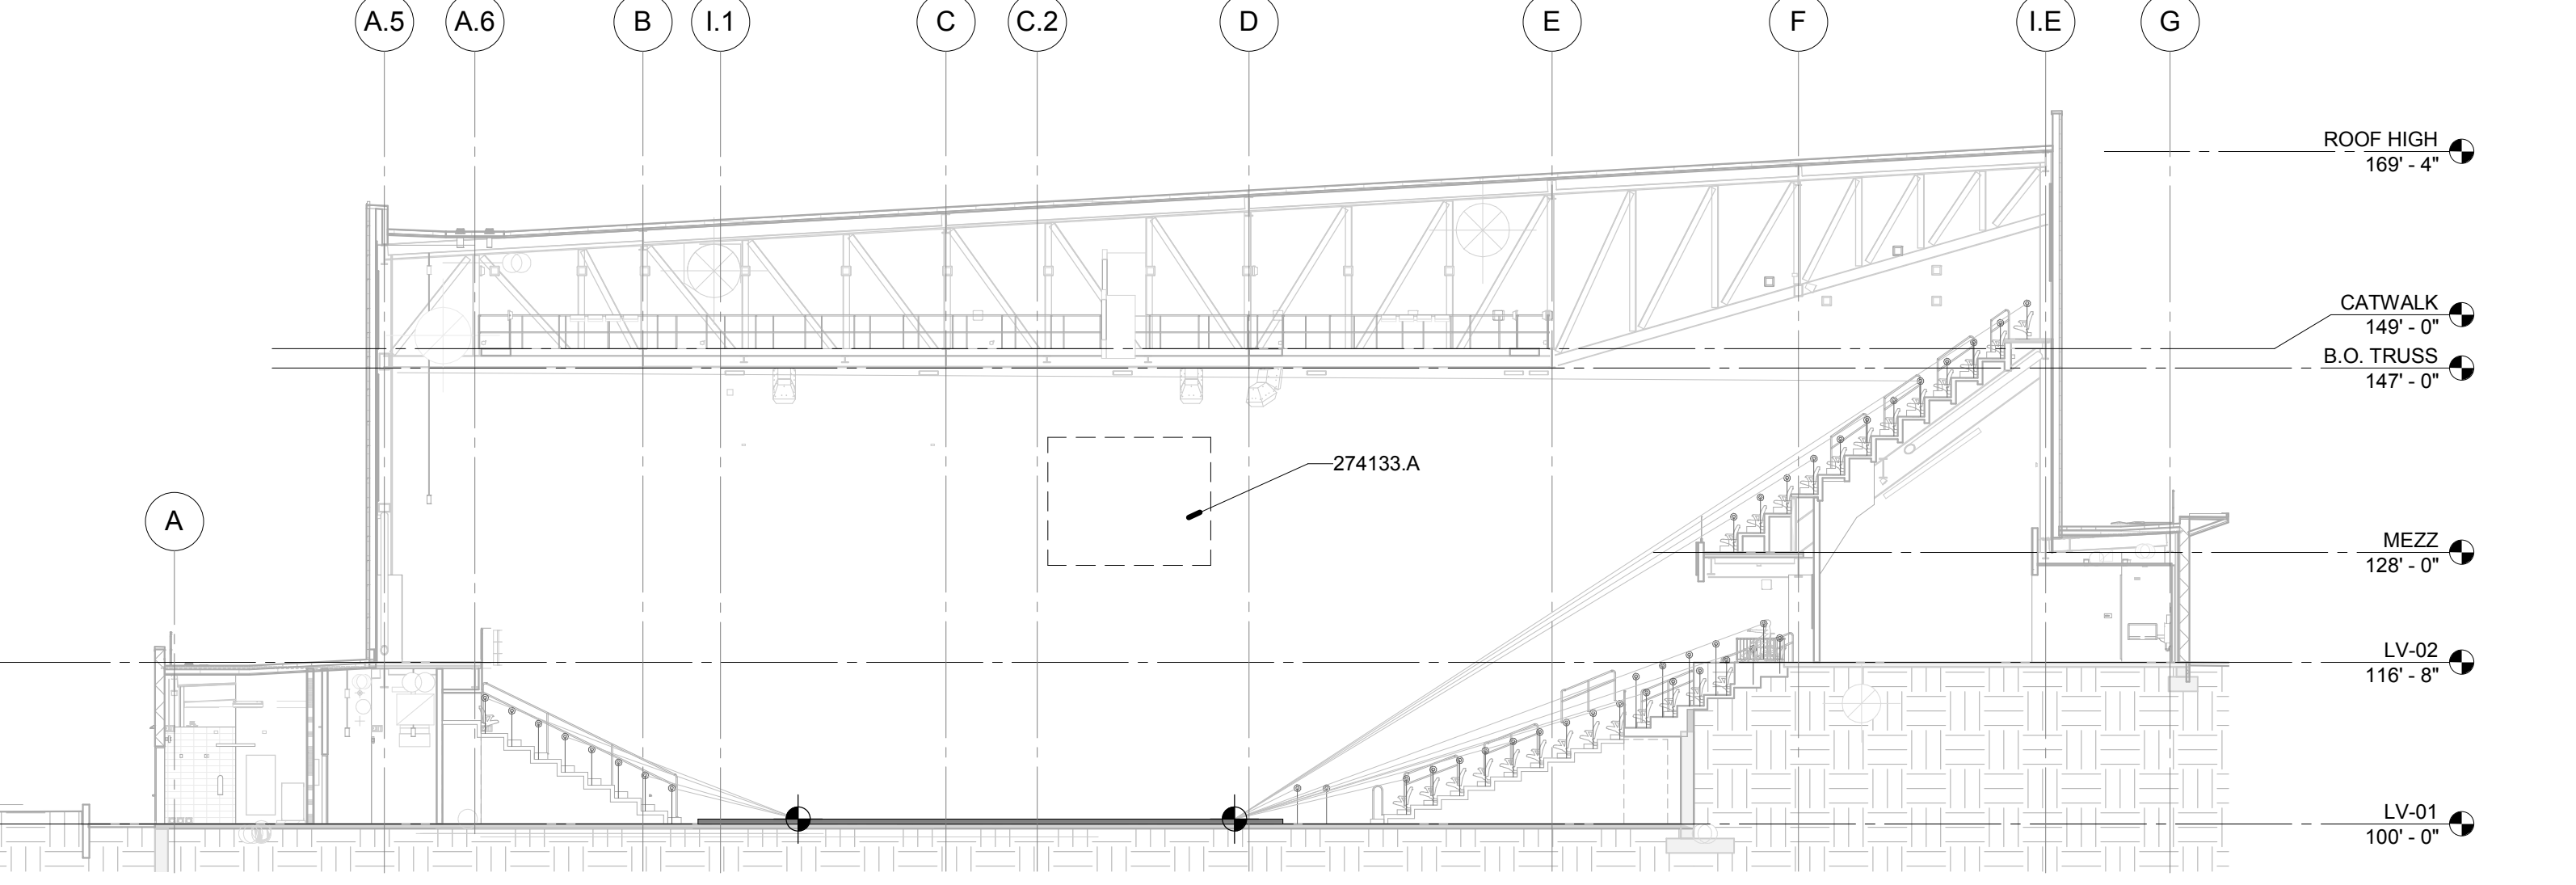 A.5
A.6
B
I.1
C
C.2
D
E
F
I.E
G
ROOF HIGH
169' - 4"
CATWALK
149' - 0"
B.O. TRUSS
147' - 0"
274133.A
A
MEZZ
128' - 0"
LV-02
116' - 8"
LV-01
100' - 0"